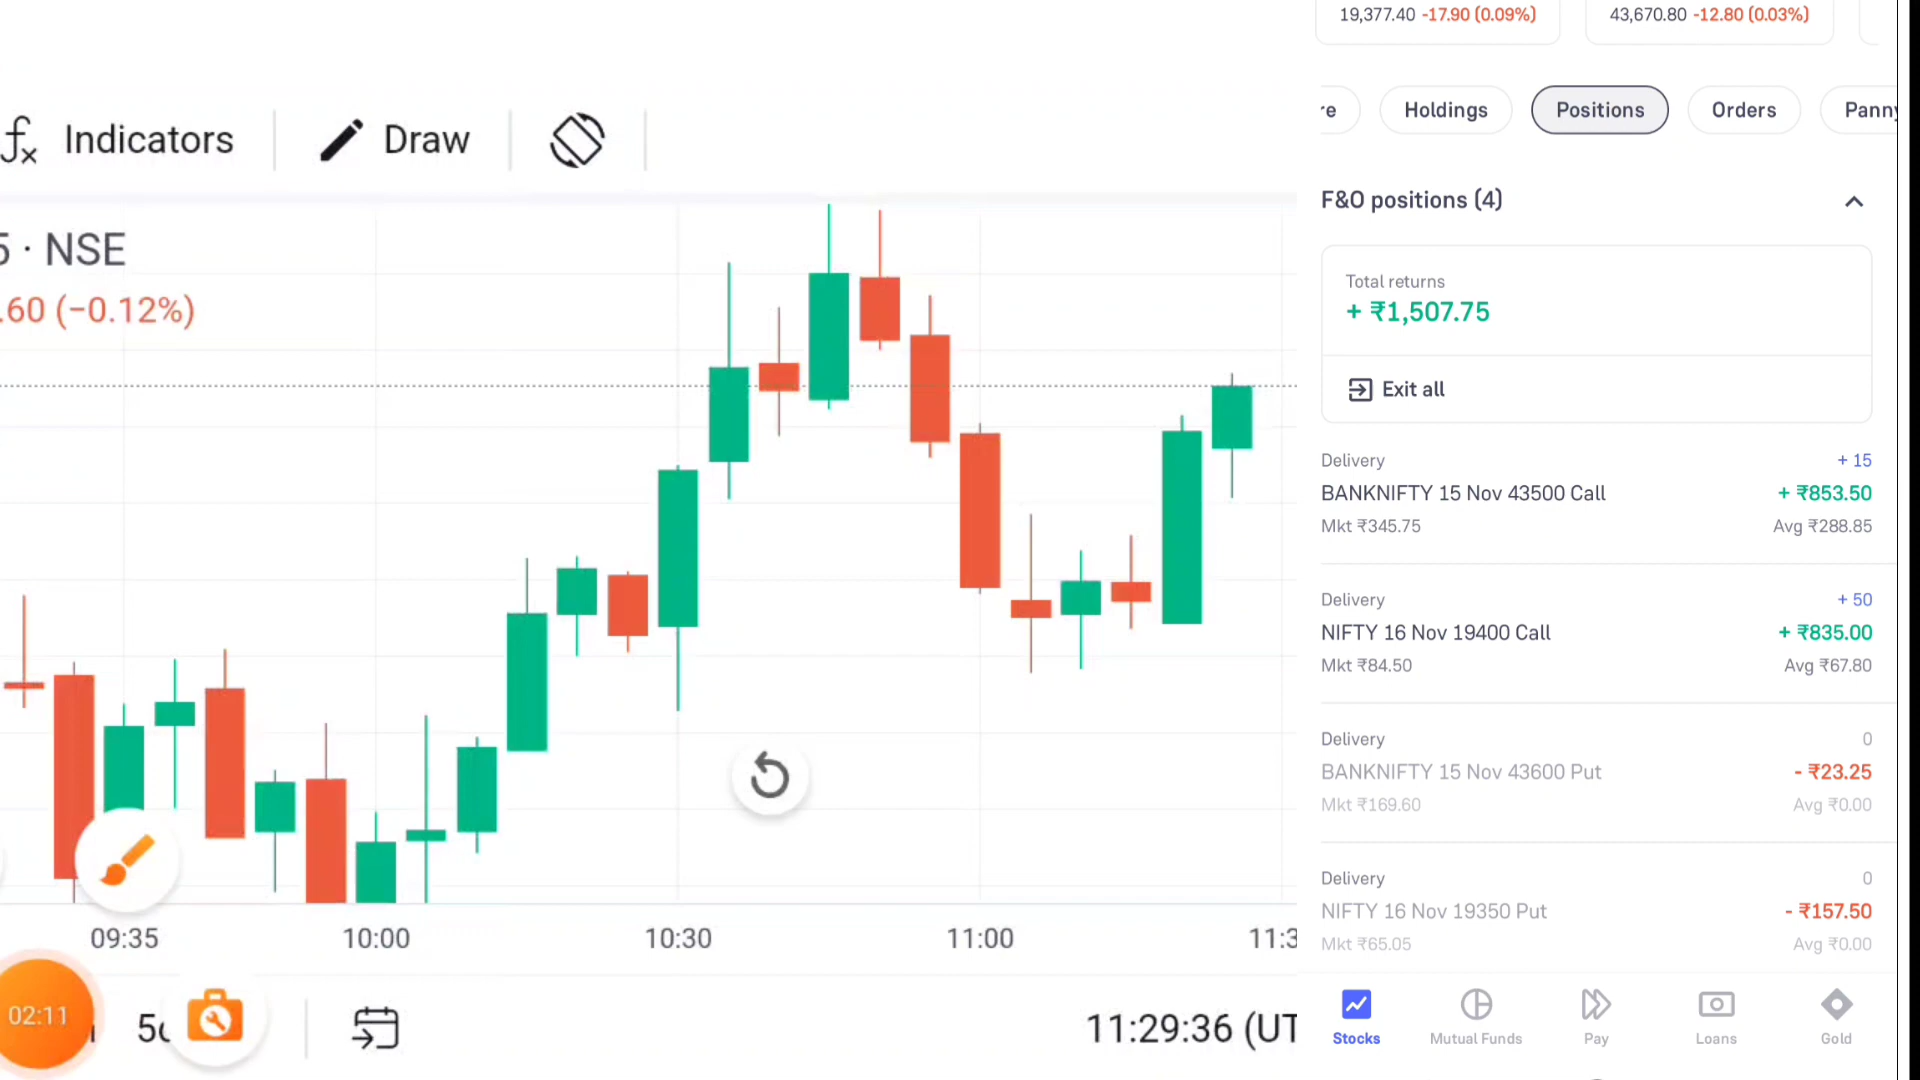 19,377.40 -17.90 (0.09%)
43,670.80 -12.80 (0.03%)
re
Holdings
Positions
Orders
Panny
fx Indicators
Draw
5 · NSE
.60 (−0.12%)
F&O positions (4)
Total returns
+ ₹1,507.75
Exit all
Delivery
+ 15
BANKNIFTY 15 Nov 43500 Call
+ ₹853.50
Mkt ₹345.75
Avg ₹288.85
Delivery
+ 50
NIFTY 16 Nov 19400 Call
+ ₹835.00
Mkt ₹84.50
Avg ₹67.80
Delivery
0
BANKNIFTY 15 Nov 43600 Put
- ₹23.25
Mkt ₹169.60
Avg ₹0.00
Delivery
0
NIFTY 16 Nov 19350 Put
- ₹157.50
Mkt ₹65.05
Avg ₹0.00
09:35
10:00
10:30
11:00
11:3
02:11
5d
11:29:36 (UT
Stocks
Mutual Funds
Pay
Loans
Gold